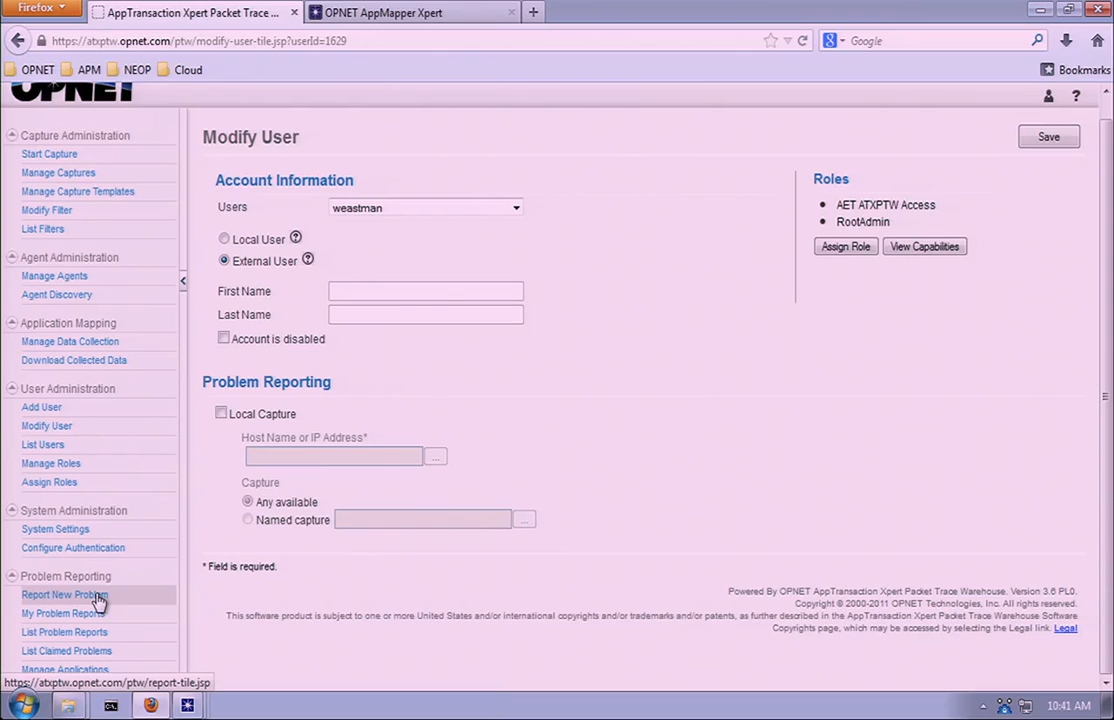 Firefox
AppTransaction Xpert Packet Trace ...
OPNET AppMapper Xpert
https://atxptw.opnet.com/ptw/modify-user-tile.jsp?userId=1629
Google
OPNET
APM
NEOP
Cloud
Bookmarks
OPNET
?
Capture Administration
Start Capture
Manage Captures
Manage Capture Templates
Modify Filter
List Filters
Agent Administration
Manage Agents
Agent Discovery
Application Mapping
Manage Data Collection
Download Collected Data
User Administration
Add User
Modify User
List Users
Manage Roles
Assign Roles
System Administration
System Settings
Configure Authentication
Problem Reporting
Report New Problem
My Problem Reports
List Problem Reports
List Claimed Problems
Manage Applications
Modify User
Save
Account Information
Users
weastman
Local User ?
External User ?
First Name
Last Name
Account is disabled
Roles
AET ATXPTW Access
RootAdmin
Assign Role
View Capabilities
Problem Reporting
Local Capture
Host Name or IP Address*
...
Capture
Any available
Named capture
...
* Field is required.
Powered By OPNET AppTransaction Xpert Packet Trace Warehouse. Version 3.6 PL0.
Copyright © 2000-2011 OPNET Technologies, Inc. All rights reserved.
This software product is subject to one or more United States and/or international copyrights and/or trademarks and/or patents, as further described in the AppTransaction Xpert Packet Trace Warehouse Software
Copyrights page, which may be accessed by selecting the Legal link. Legal
https://atxptw.opnet.com/ptw/report-tile.jsp
10:41 AM